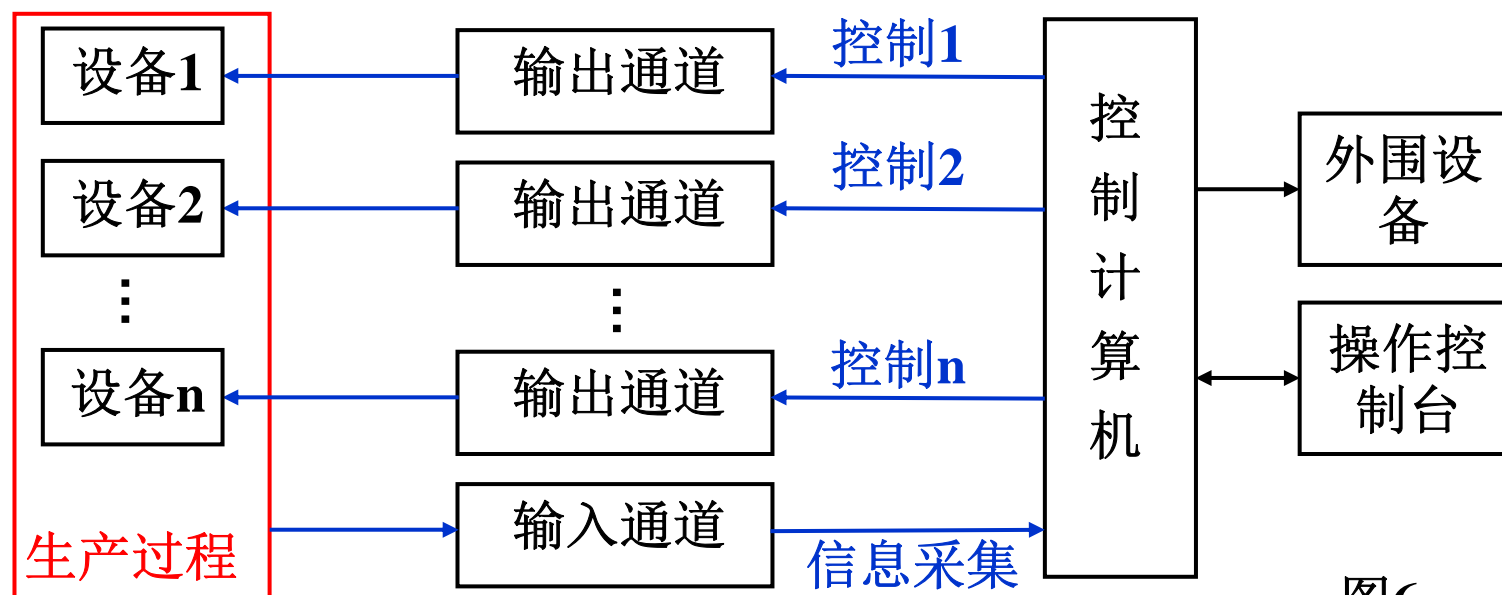 设备1
输出通道
控制1
设备2
输出通道
控制2
设备n
输出通道
控制n
生产过程
输入通道
信息采集
控
制
计
算
机
外围设
备
操作控
制台